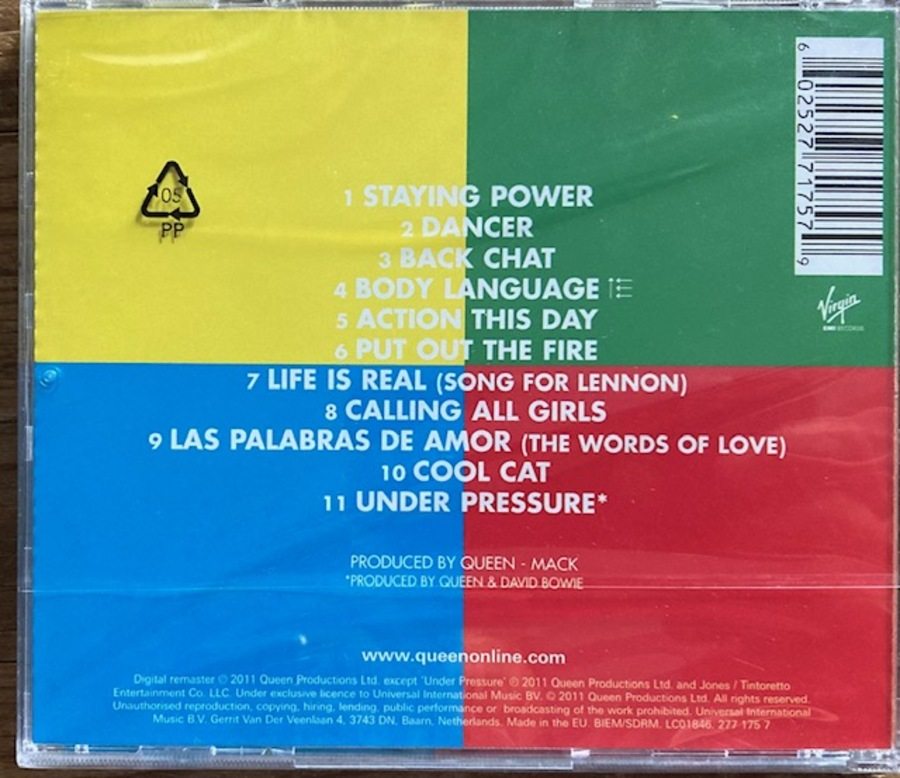 6 02527 71757 9
05
PP
1 STAYING POWER
2 DANCER
3 BACK CHAT
4 BODY LANGUAGE
5 ACTION THIS DAY
6 PUT OUT THE FIRE
Virgin
EMI RECORDS
7 LIFE IS REAL (SONG FOR LENNON)
8 CALLING ALL GIRLS
9 LAS PALABRAS DE AMOR (THE WORDS OF LOVE)
10 COOL CAT
11 UNDER PRESSURE*
PRODUCED BY QUEEN - MACK
*PRODUCED BY QUEEN & DAVID BOWIE
www.queenonline.com
Digital remaster ℗ 2011 Queen Productions Ltd. except 'Under Pressure' ℗ 2011 Queen Productions Ltd. and Jones / Tintoretto
Entertainment Co. LLC. Under exclusive licence to Universal International Music BV. © 2011 Queen Productions Ltd. All rights reserved.
Unauthorised reproduction, copying, hiring, lending, public performance or broadcasting of the work prohibited. Universal International
Music B.V. Gerrit Van Der Veenlaan 4, 3743 DN, Baarn, Netherlands. Made in the EU. BIEM/SDRM. LC01846. 277 175 7